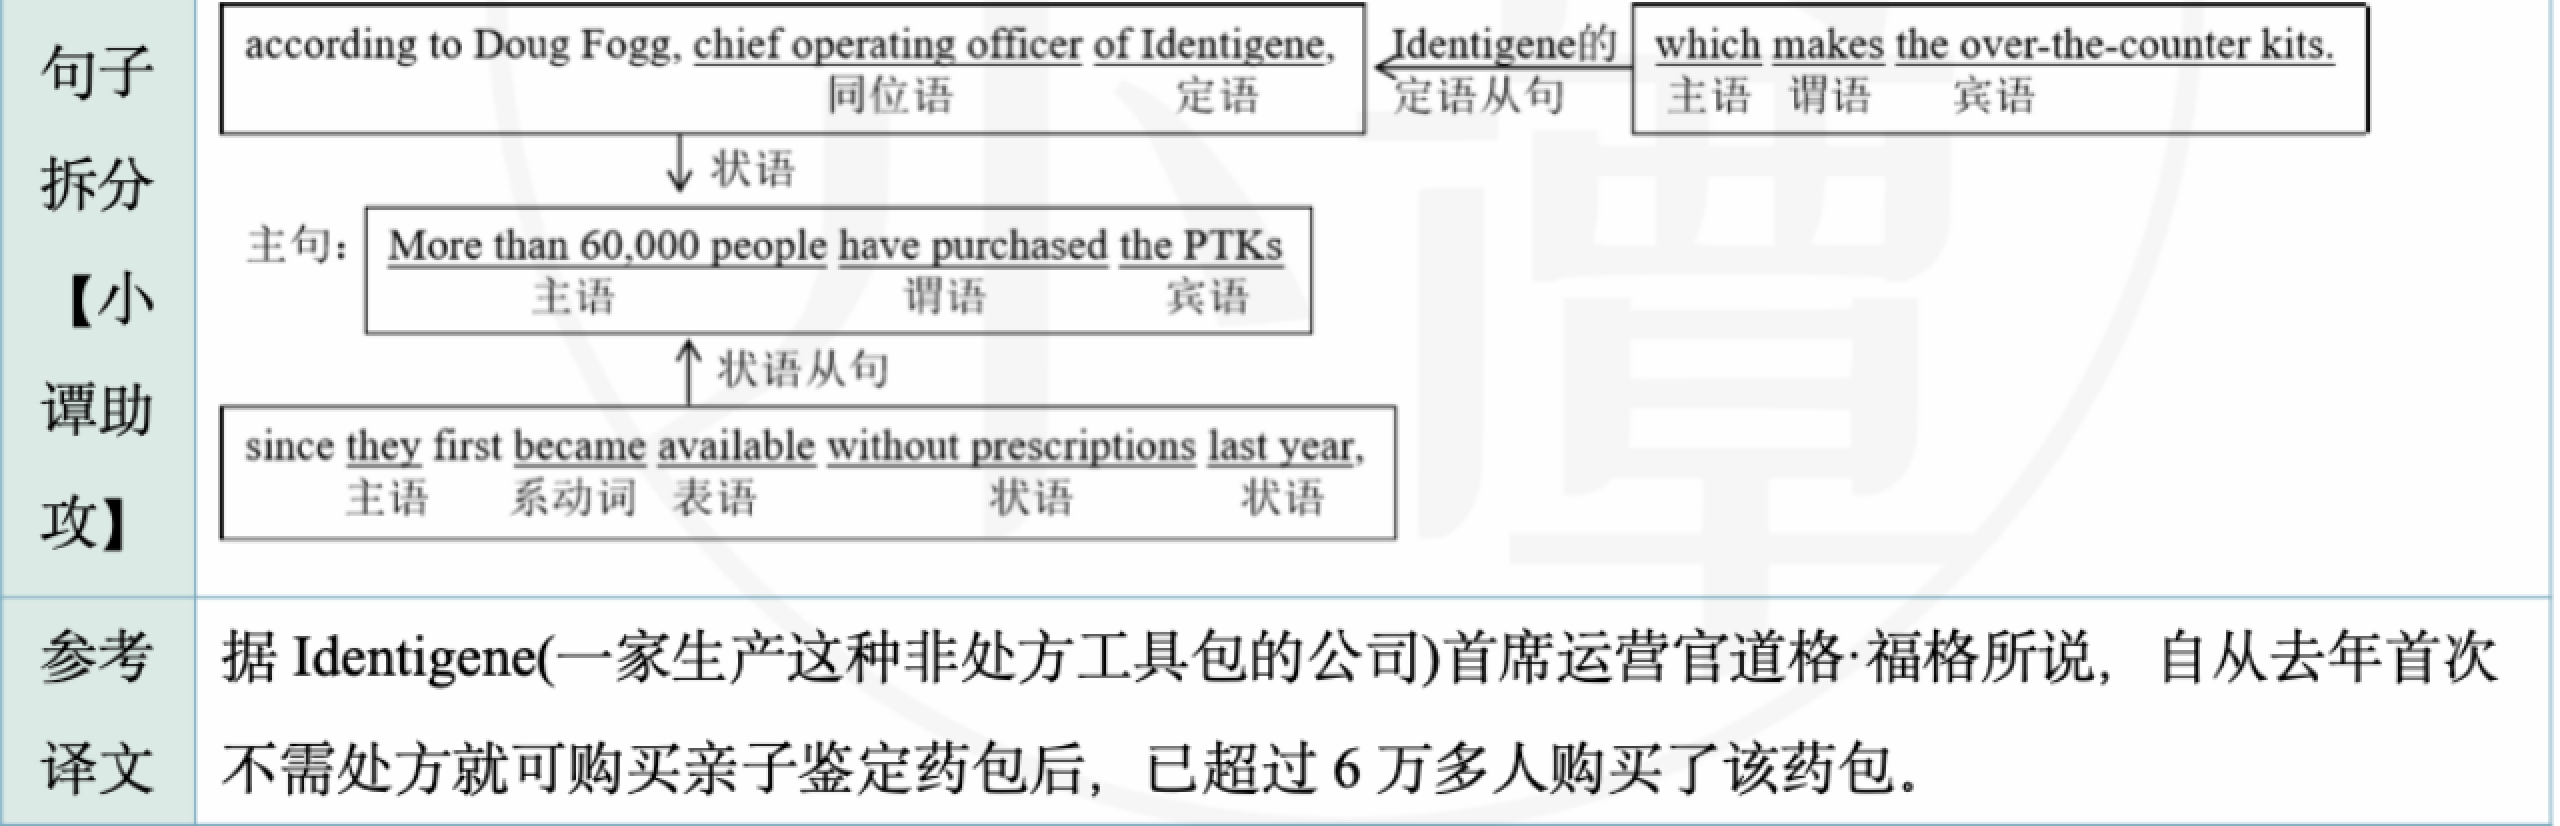 句子
拆分
【小
谭助
攻】
according to Doug Fogg, chief operating officer of Identigene,
同位语 定语
Identigene的
定语从句
which makes the over-the-counter kits.
主语 谓语 宾语
状语
主句：
More than 60,000 people have purchased the PTKs
主语 谓语 宾语
状语从句
since they first became available without prescriptions last year,
主语 系动词 表语 状语 状语
参考
译文
据 Identigene(一家生产这种非处方工具包的公司)首席运营官道格·福格所说，自从去年首次
不需处方就可购买亲子鉴定药包后，已超过 6 万多人购买了该药包。
小谭